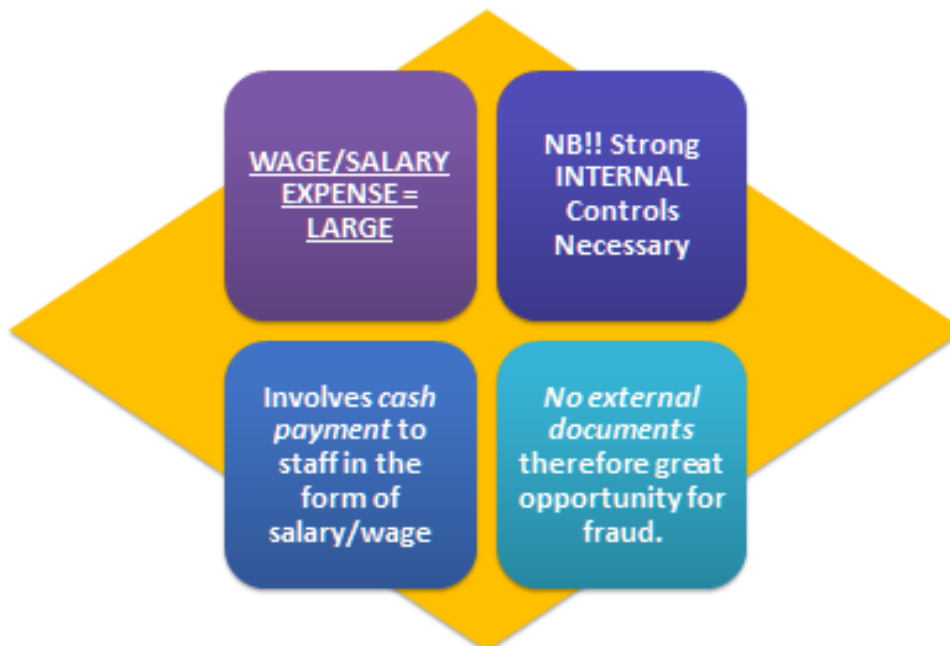 WAGE/SALARY
EXPENSE =
LARGE
NB!! Strong
INTERNAL
Controls
Necessary
Involves cash
payment to
staff in the
form of
salary/wage
No external
documents
therefore great
opportunity for
fraud.